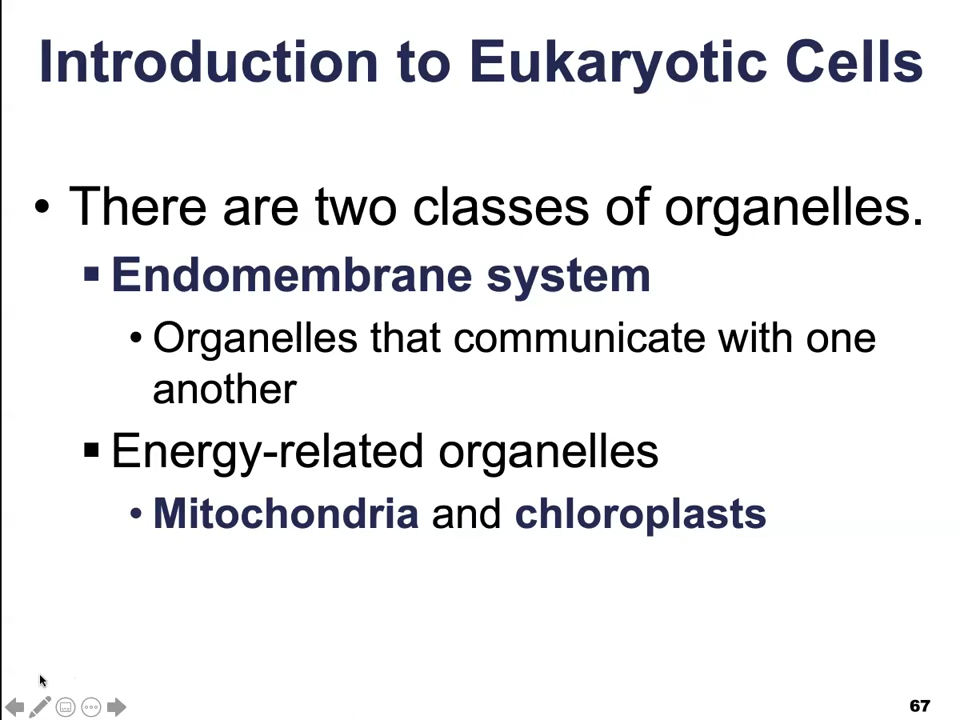 Introduction to Eukaryotic Cells
• There are two classes of organelles.
▪ Endomembrane system
• Organelles that communicate with one
another
▪ Energy-related organelles
• Mitochondria and chloroplasts
67